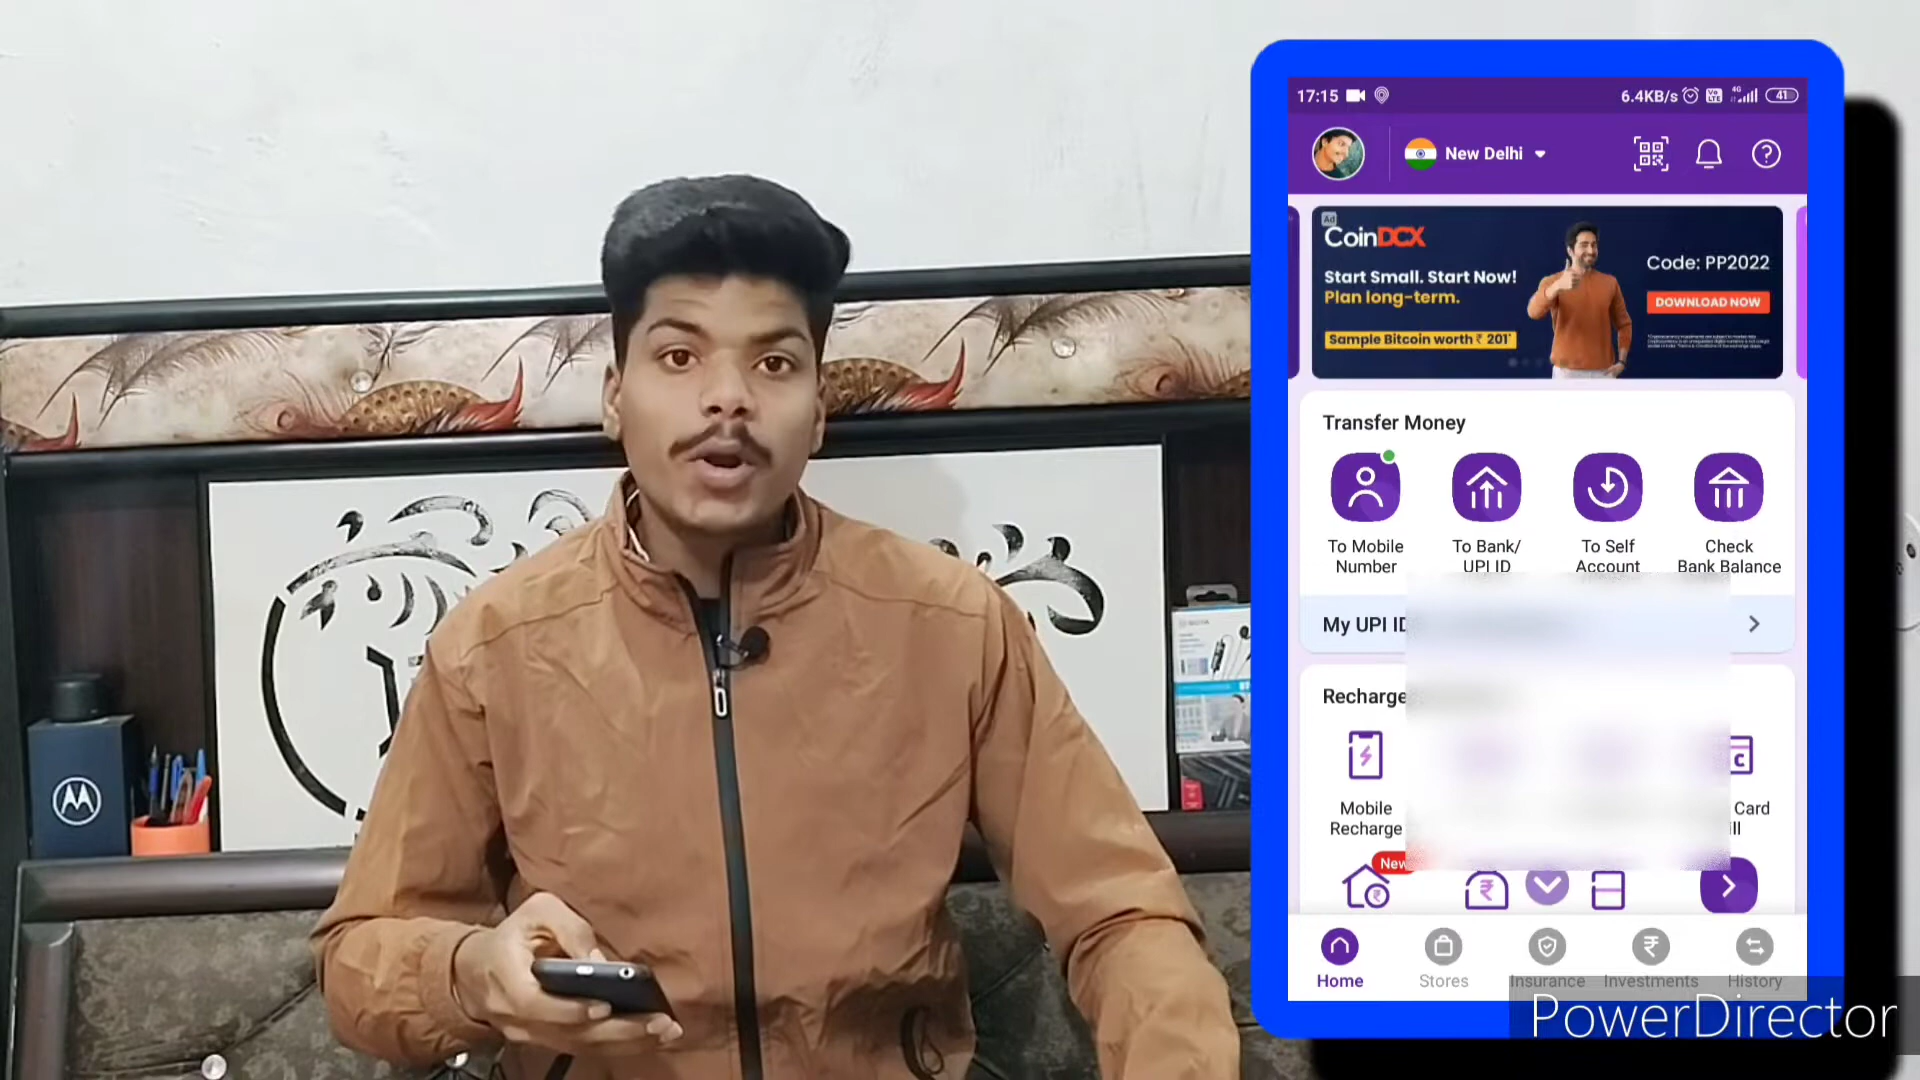 17:15
6.4KB/s
4G
41
New Delhi
Ad
CoinDCX
Start Small. Start Now!
Plan long-term.
Sample Bitcoin worth ₹ 201*
Code: PP2022
DOWNLOAD NOW
Transfer Money
To Mobile
Number
To Bank/
UPI ID
To Self
Account
Check
Bank Balance
My UPI ID
Recharge
Mobile
Recharge
Card
New
Home
Stores
Insurance
Investments
History
PowerDirector